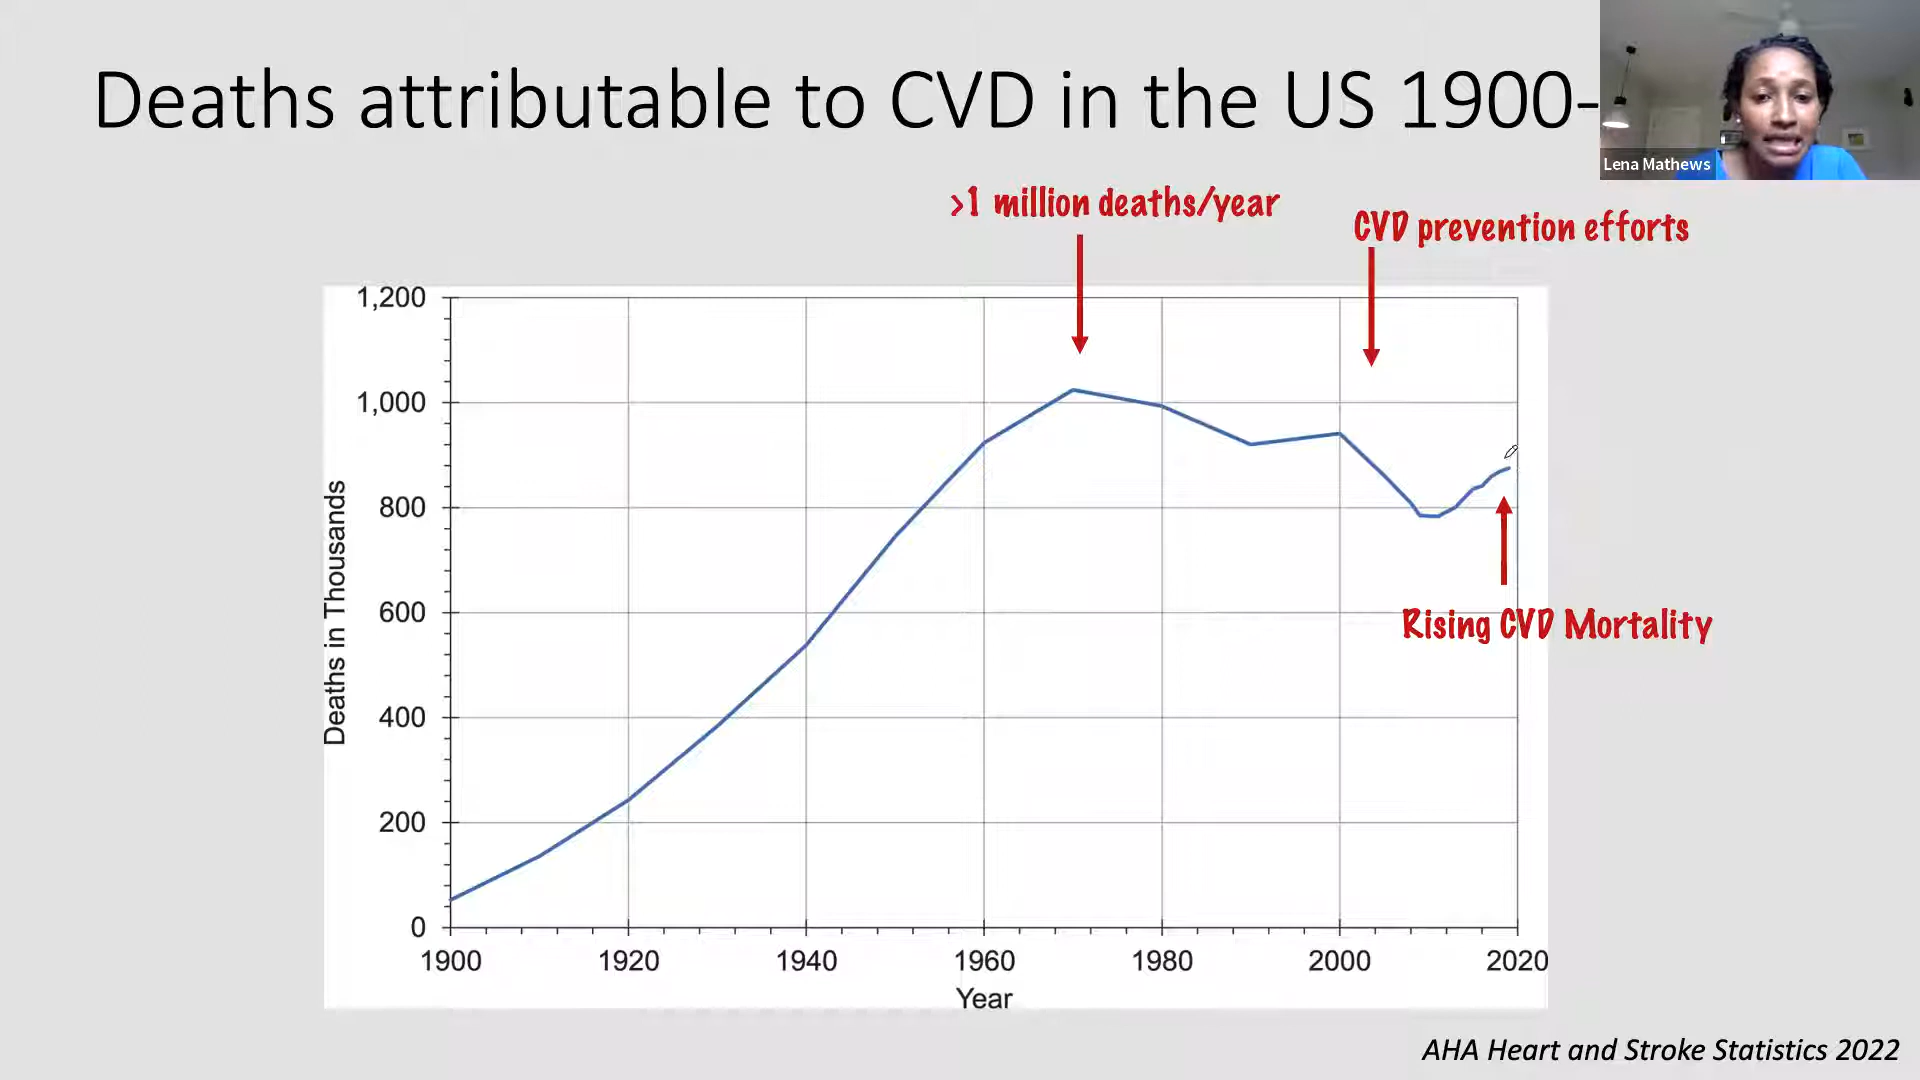 Deaths attributable to CVD in the US 1900-
Lena Mathews
>1 million deaths/year
CVD prevention efforts
1,200
1,000
800
600
400
200
0
Deaths in Thousands
Rising CVD Mortality
1900 1920 1940 1960 1980 2000 2020
Year
AHA Heart and Stroke Statistics 2022